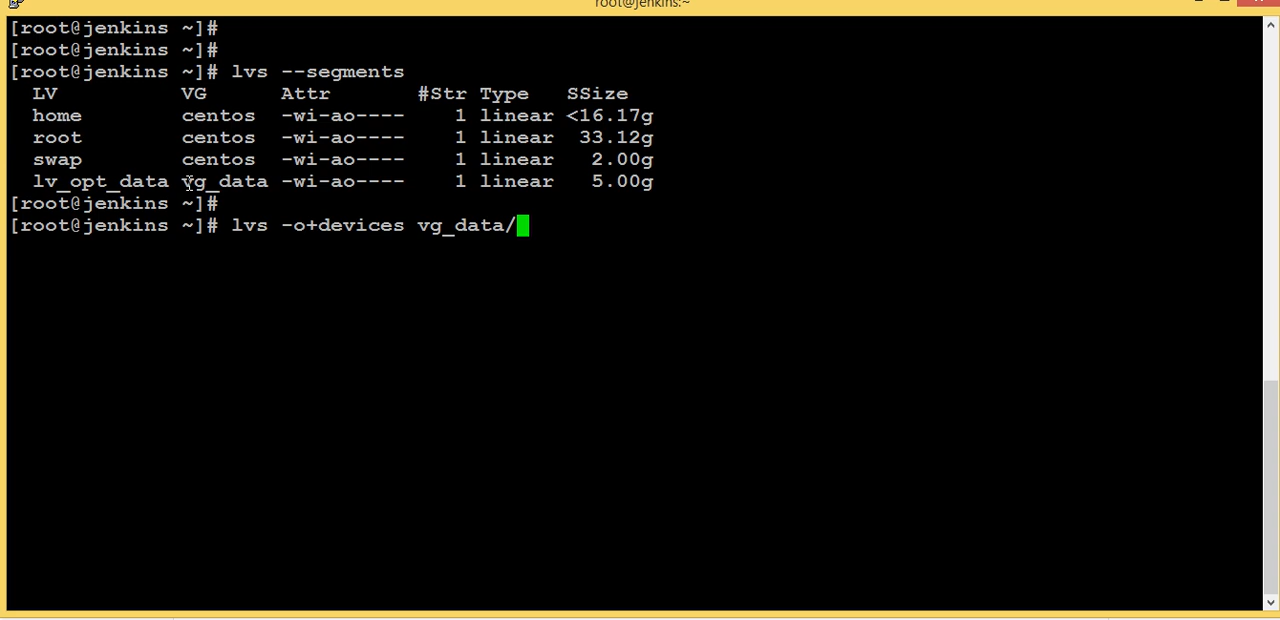 root@jenkins:~
[root@jenkins ~]#
[root@jenkins ~]#
[root@jenkins ~]# lvs --segments
  LV          VG      Attr       #Str Type   SSize
  home        centos  -wi-ao----    1 linear <16.17g
  root        centos  -wi-ao----    1 linear  33.12g
  swap        centos  -wi-ao----    1 linear   2.00g
  lv_opt_data vg_data -wi-ao----    1 linear   5.00g
[root@jenkins ~]#
[root@jenkins ~]# lvs -o+devices vg_data/